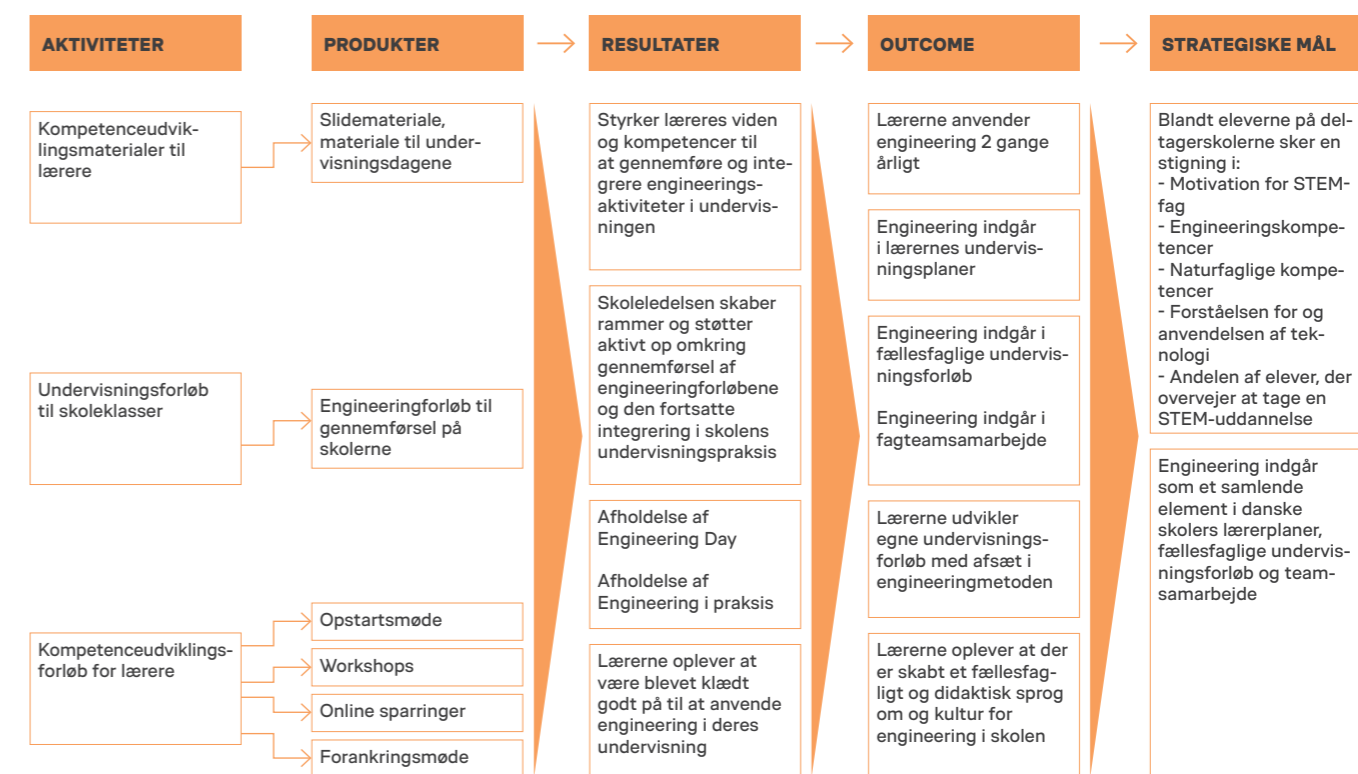 AKTIVITETER
PRODUKTER
RESULTATER
OUTCOME
STRATEGISKE MÅL
Kompetenceudvik-
lingsmaterialer til
lærere
Undervisningsforløb
til skoleklasser
Kompetenceudviklings-
forløb for lærere
Slidemateriale,
materiale til under-
visningsdagene
Engineeringforløb til
gennemførsel på
skolerne
Opstartsmøde
Workshops
Online sparringer
Forankringsmøde
Styrker læreres viden
og kompetencer til
at gennemføre og inte-
grere engineerings-
aktiviteter i undervis-
ningen
Skoleledelsen skaber
rammer og støtter
aktivt op omkring
gennemførsel af
engineeringforløbene
og den fortsatte
integrering i skolens
undervisningspraksis
Afholdelse af
Engineering Day
Afholdelse af
Engineering i praksis
Lærerne oplever at
være blevet klædt
godt på til at anvende
engineering i deres
undervisning
Lærerne anvender
engineering 2 gange
årligt
Engineering indgår
i lærernes undervis-
ningsplaner
Engineering indgår i
fællesfaglige undervis-
ningsforløb
Engineering indgår i
fagteamsamarbejde
Lærerne udvikler
egne undervisnings-
forløb med afsæt i
engineeringmetoden
Lærerne oplever at der
er skabt et fællesfag-
ligt og didaktisk sprog
om og kultur for
engineering i skolen
Blandt eleverne på del-
tagerskolerne sker en
stigning i:
- Motivation for STEM-
fag
- Engineeringskompe-
tencer
- Naturfaglige kompe-
tencer
- Forståelsen for og
anvendelsen af tek-
nologi
- Andelen af elever, der
overvejer at tage en
STEM-uddannelse
Engineering indgår
som et samlende
element i danske
skolers lærerplaner,
fællesfaglige undervis-
ningsforløb og team-
samarbejde